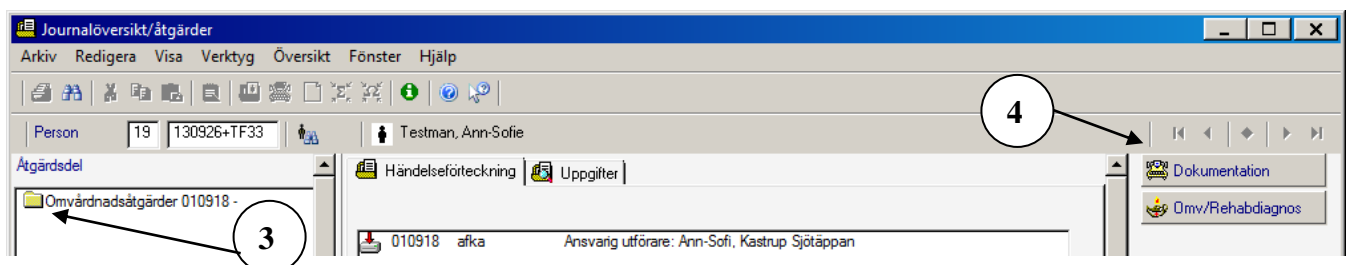 Journalöversikt/åtgärder
Arkiv Redigera Visa Verktyg Översikt Fönster Hjälp
4
Person 19 130926+TF33 Testman, Ann-Sofie
Åtgärdsdel
Händelseförteckning Uppgifter
Dokumentation
Omvårdnadsåtgärder 010918 -
Omv/Rehabdiagnos
3
010918 afka Ansvarig utförare: Ann-Sofi, Kastrup Sjötäppan